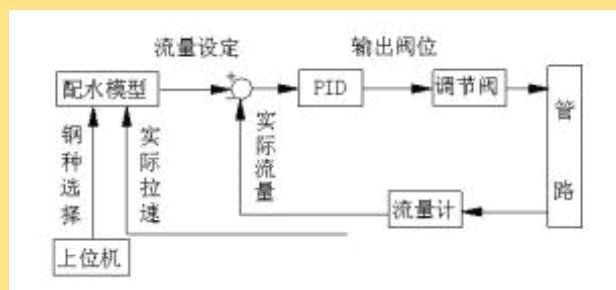 流量设定
输出阀位
配水模型
+
-
PID
调节阀
管路
钢种选择
实际拉速
实际流量
流量计
上位机